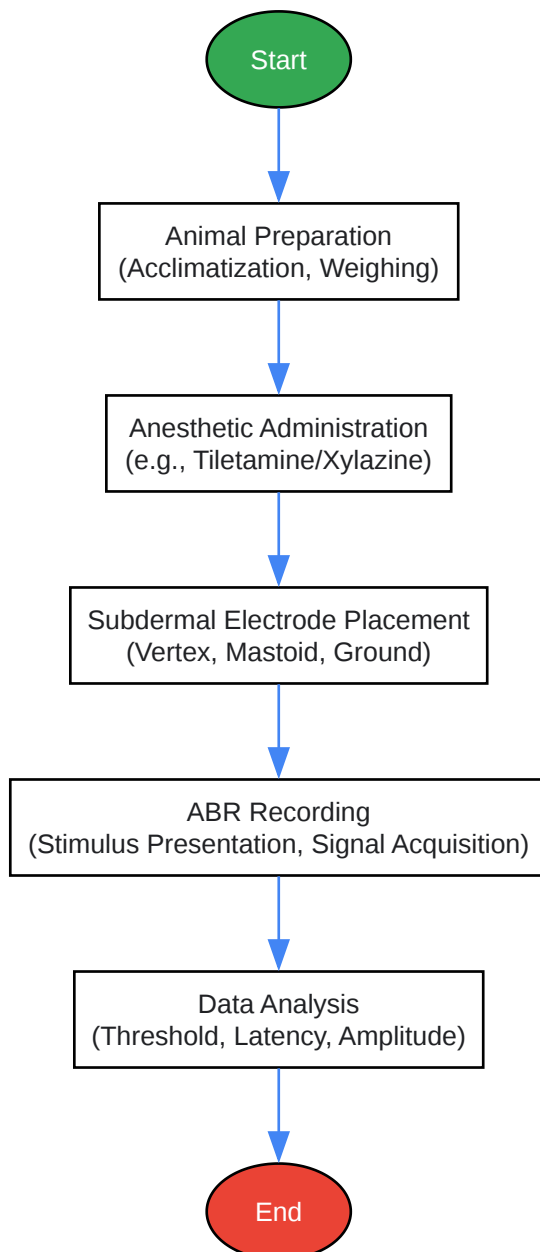 Start
Animal Preparation
(Acclimatization, Weighing)
Anesthetic Administration
(e.g., Tiletamine/Xylazine)
Subdermal Electrode Placement
(Vertex, Mastoid, Ground)
ABR Recording
(Stimulus Presentation, Signal Acquisition)
Data Analysis
(Threshold, Latency, Amplitude)
End